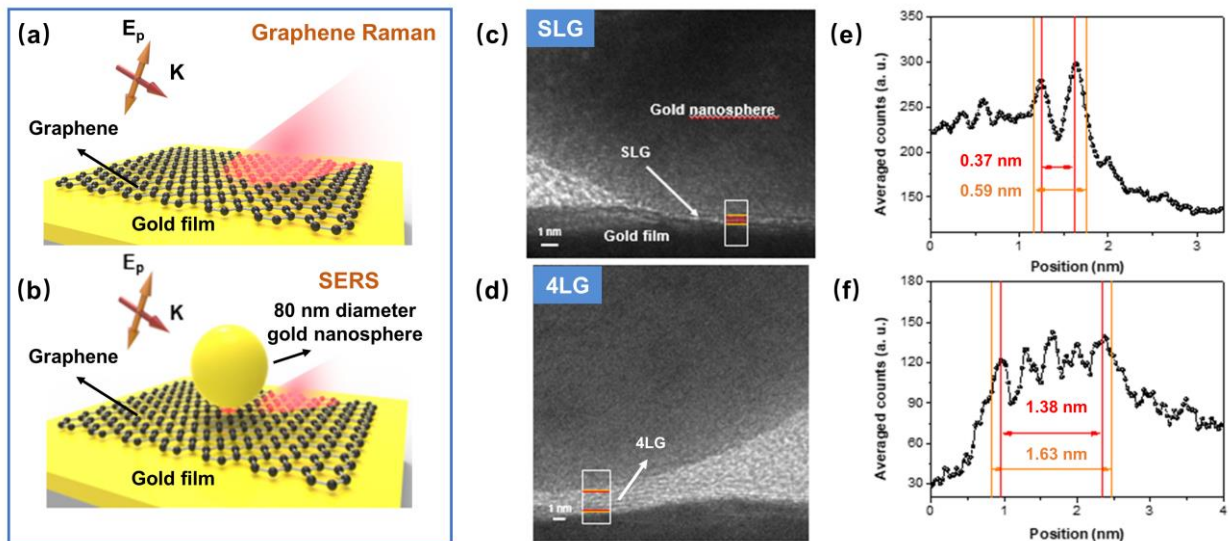 (a)
E_p
K
Graphene Raman
Graphene
Gold film
(b)
E_p
K
SERS
80 nm diameter
gold nanosphere
Graphene
Gold film
(c)
SLG
Gold nanosphere
SLG
Gold film
1 nm
(d)
4LG
4LG
1 nm
(e)
350
300
250
200
150
Averaged counts (a. u.)
0.37 nm
0.59 nm
0 1 2 3
Position (nm)
(f)
180
150
120
90
60
30
Averaged counts (a. u.)
1.38 nm
1.63 nm
0 1 2 3 4
Position (nm)